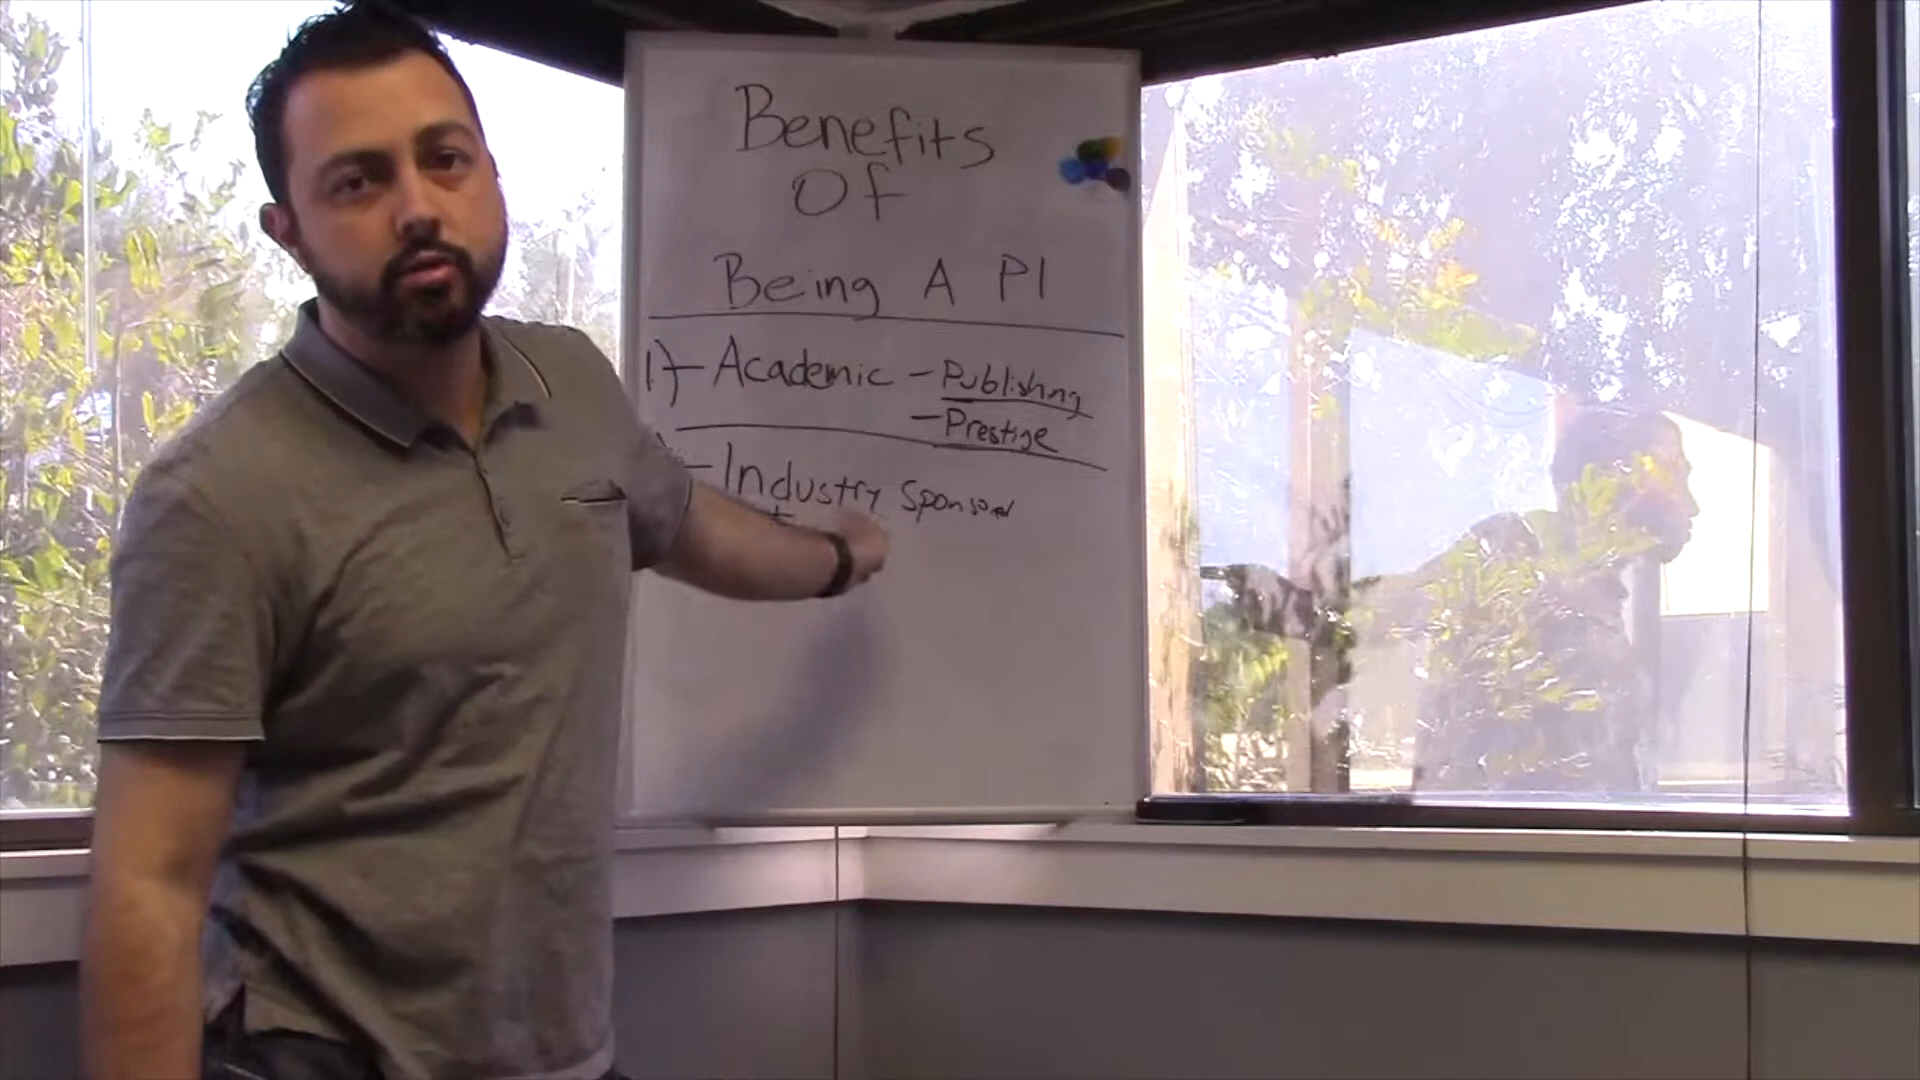 Benefits
Of
Being A PI
1) - Academic - Publishing
- Prestige
- Industry Sponsored